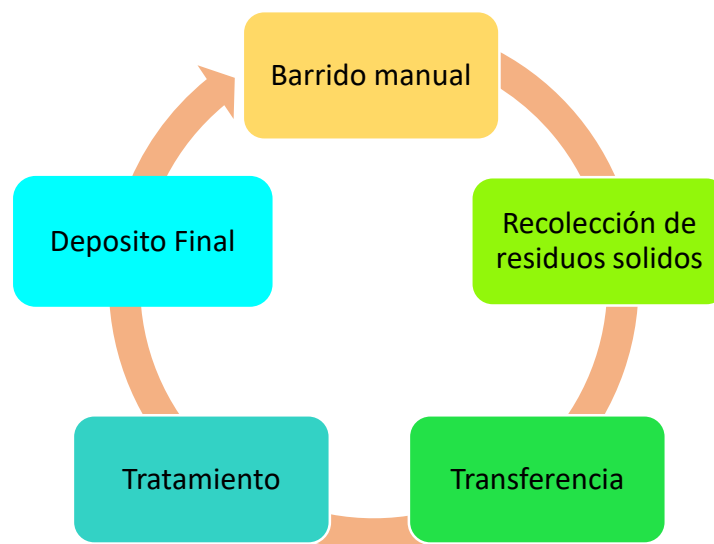 Barrido manual
Recolección de
residuos solidos
Transferencia
Tratamiento
Deposito Final